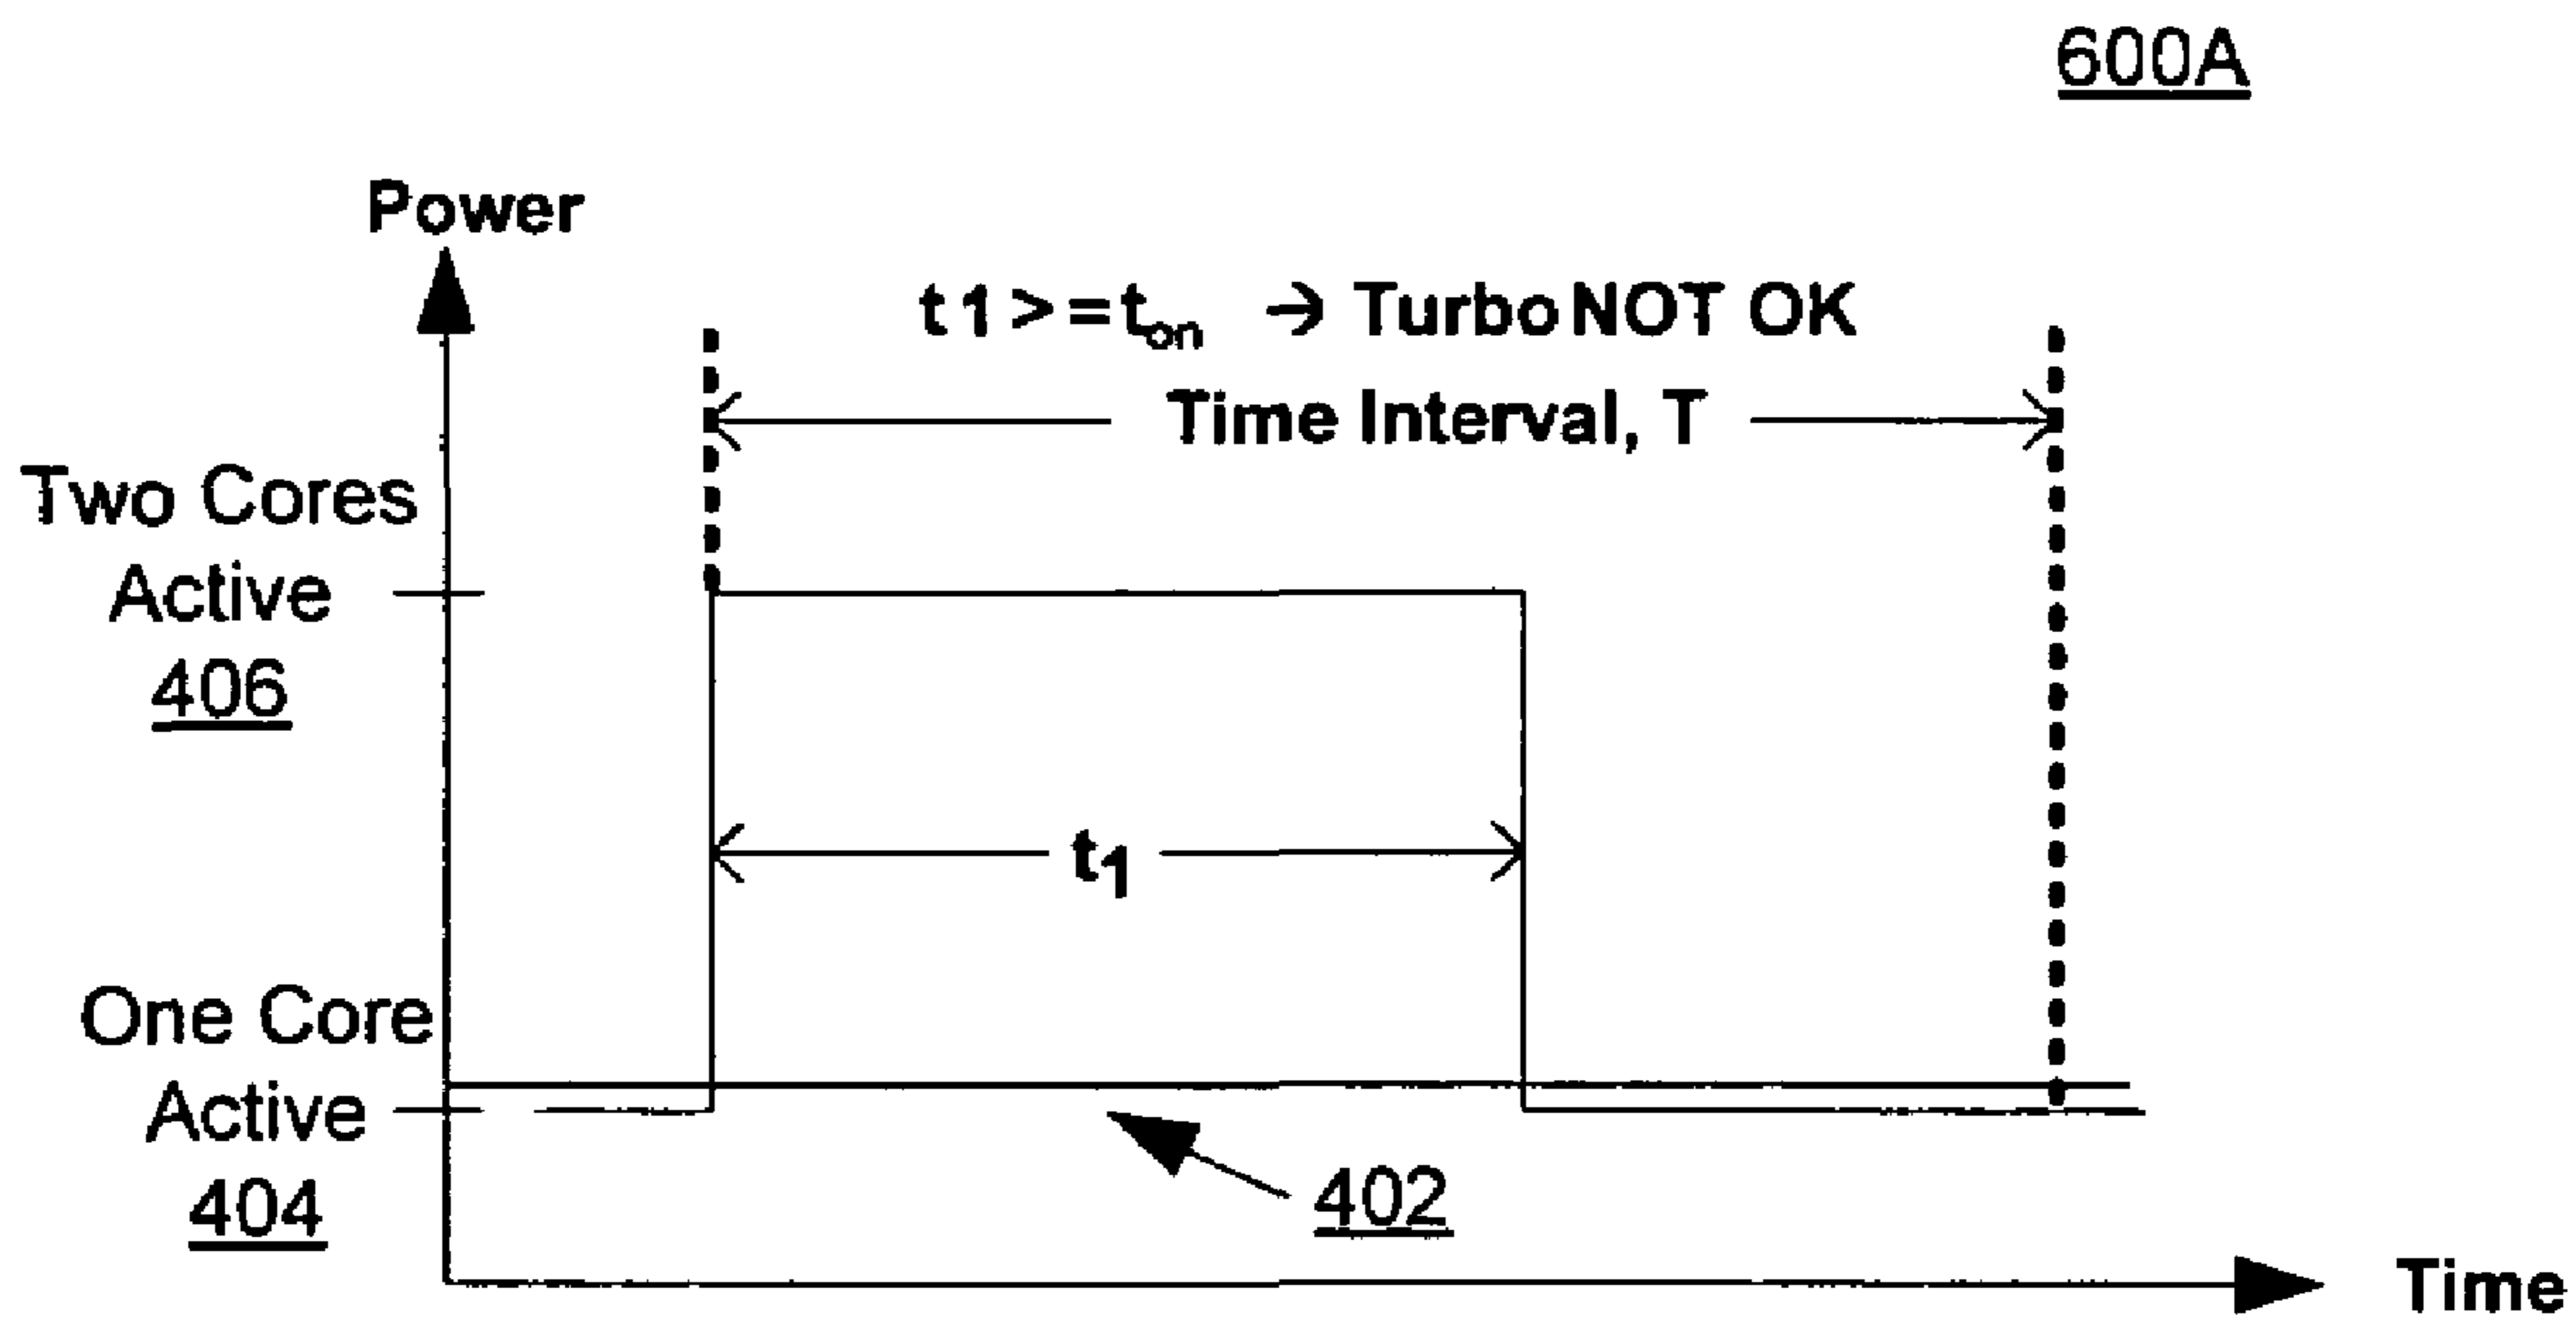 600A
Power
t1>=ton → Turbo NOT OK
Time Interval, T
Two Cores
Active
406
t1
One Core
Active
404
402
Time